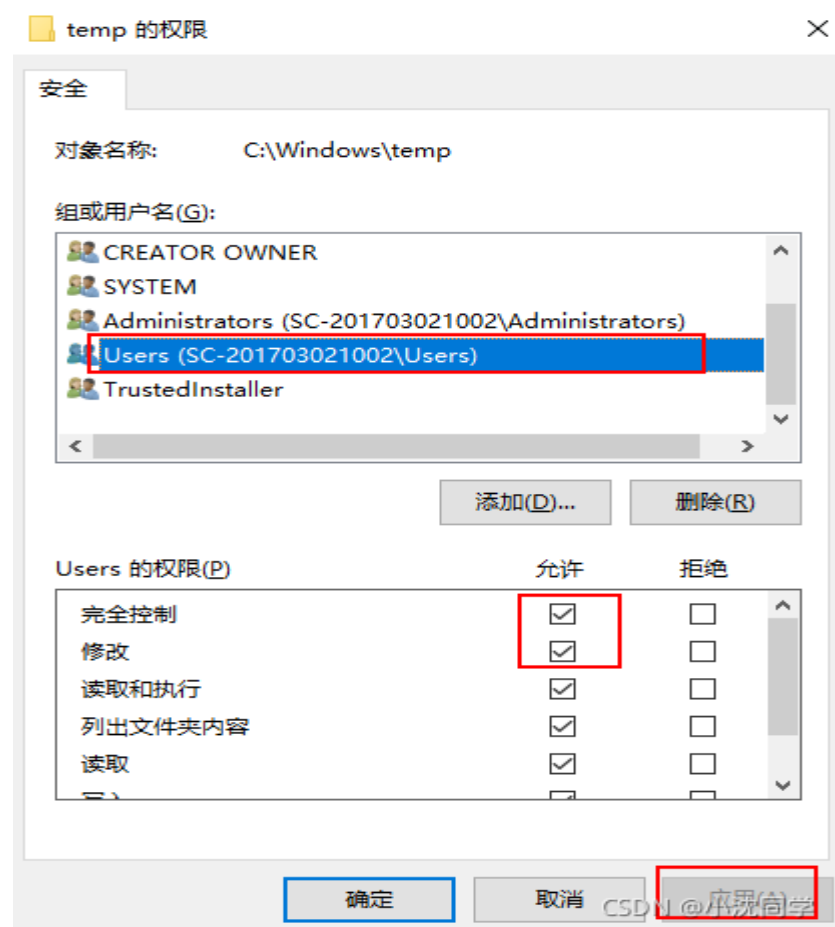 temp 的权限
安全
对象名称: C:\Windows\temp
组或用户名(G):
CREATOR OWNER
SYSTEM
Administrators (SC-201703021002\Administrators)
Users (SC-201703021002\Users)
TrustedInstaller
添加(D)... 删除(R)
Users 的权限(P) 允许 拒绝
完全控制
修改
读取和执行
列出文件夹内容
读取
确定 取消 应用(A)
CSDN @小沈同学